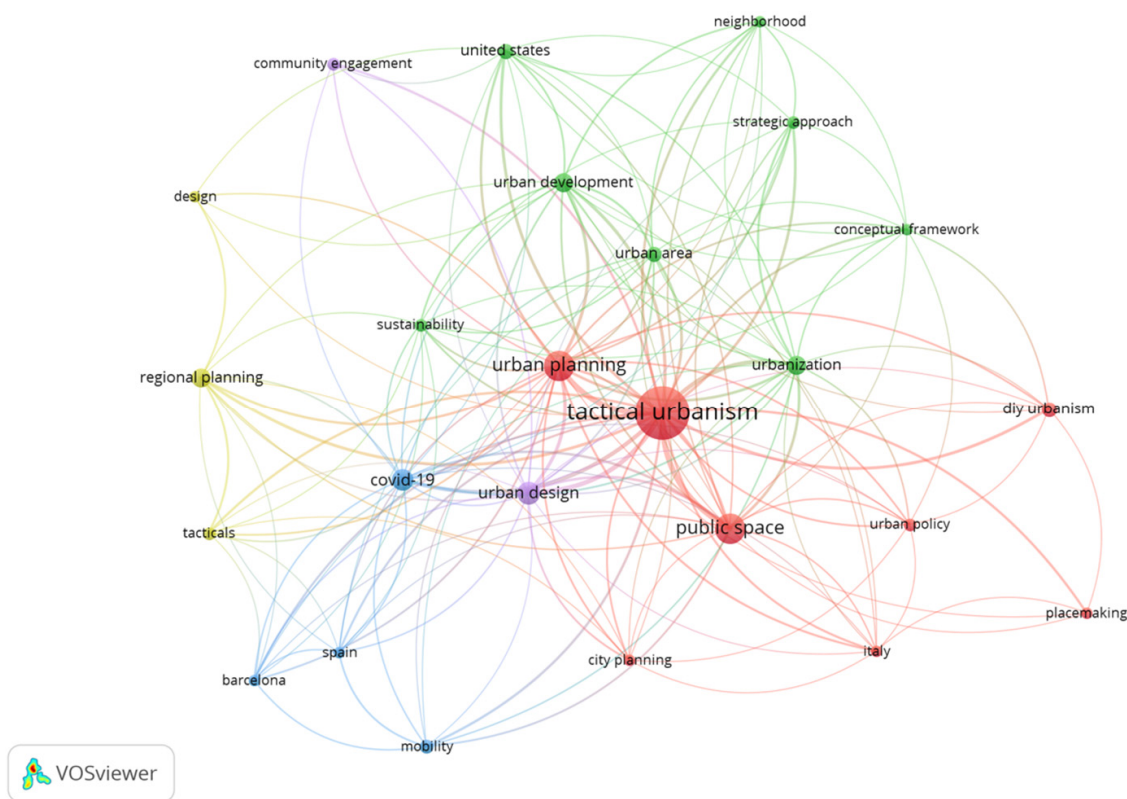 neighborhood
united states
community engagement
strategic approach
urban development
design
conceptual framework
urban area
sustainability
urban planning
urbanization
regional planning
tactical urbanism
diy urbanism
covid-19
urban design
public space
urban policy
tacticals
placemaking
spain
italy
city planning
barcelona
mobility
VOSviewer